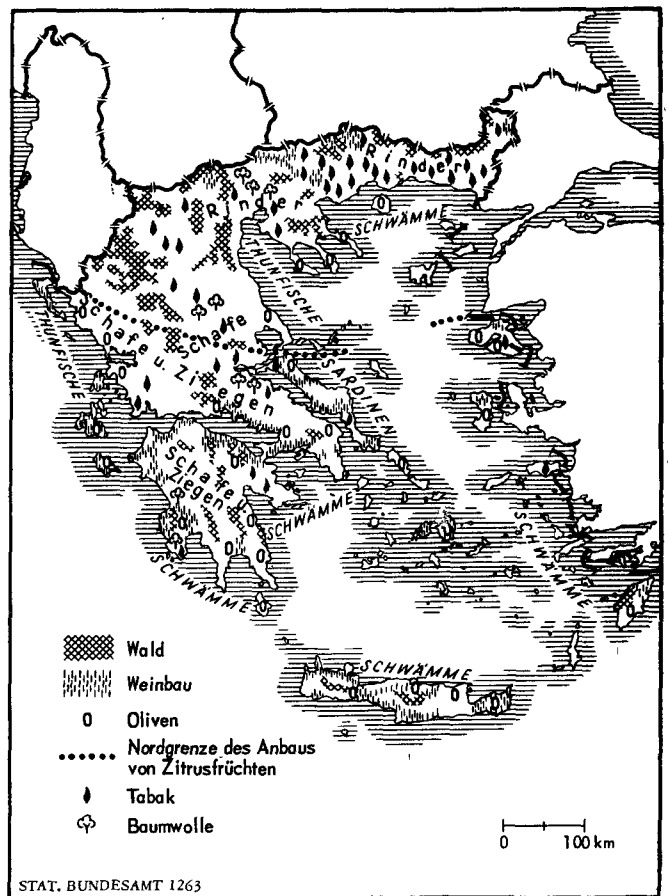 Rinder
Rinder
SCHWÄMME
THUNFISCHE
THUNFISCHE
Schafe
Schafe u. Ziegen
SARDINEN
Schafe u.
Ziegen
SCHWÄMME
SCHWÄMME
SCHWÄMME
SCHWÄMME
Wald
Weinbau
Oliven
Nordgrenze des Anbaus
von Zitrusfrüchten
Tabak
Baumwolle
0 100 km
STAT. BUNDESAMT 1263